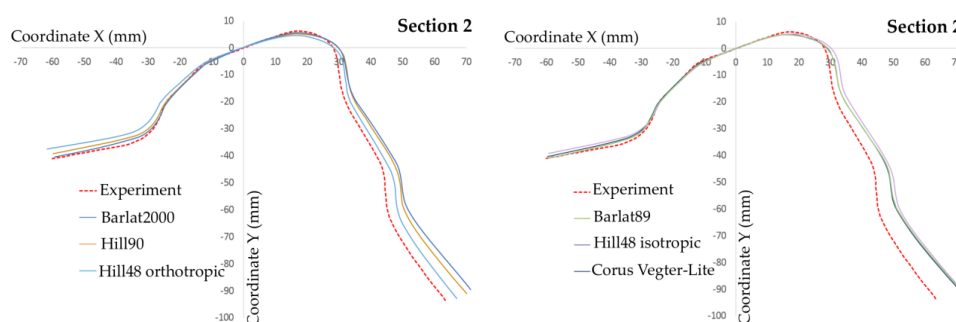 Section 2
Coordinate X (mm)
10
0
-70 -60 -50 -40 -30 -20 -10 0 10 20 30 40 50 60 70
-10
-20
-30
-40
-50
-60
-70
-80
-90
-100
Coordinate Y (mm)
Experiment
Barlat2000
Hill90
Hill48 orthotropic
Section 2
Coordinate X (mm)
10
0
-70 -60 -50 -40 -30 -20 -10 0 10 20 30 40 50 60 70
-10
-20
-30
-40
-50
-60
-70
-80
-90
-100
Coordinate Y (mm)
Experiment
Barlat89
Hill48 isotropic
Corus Vegter-Lite